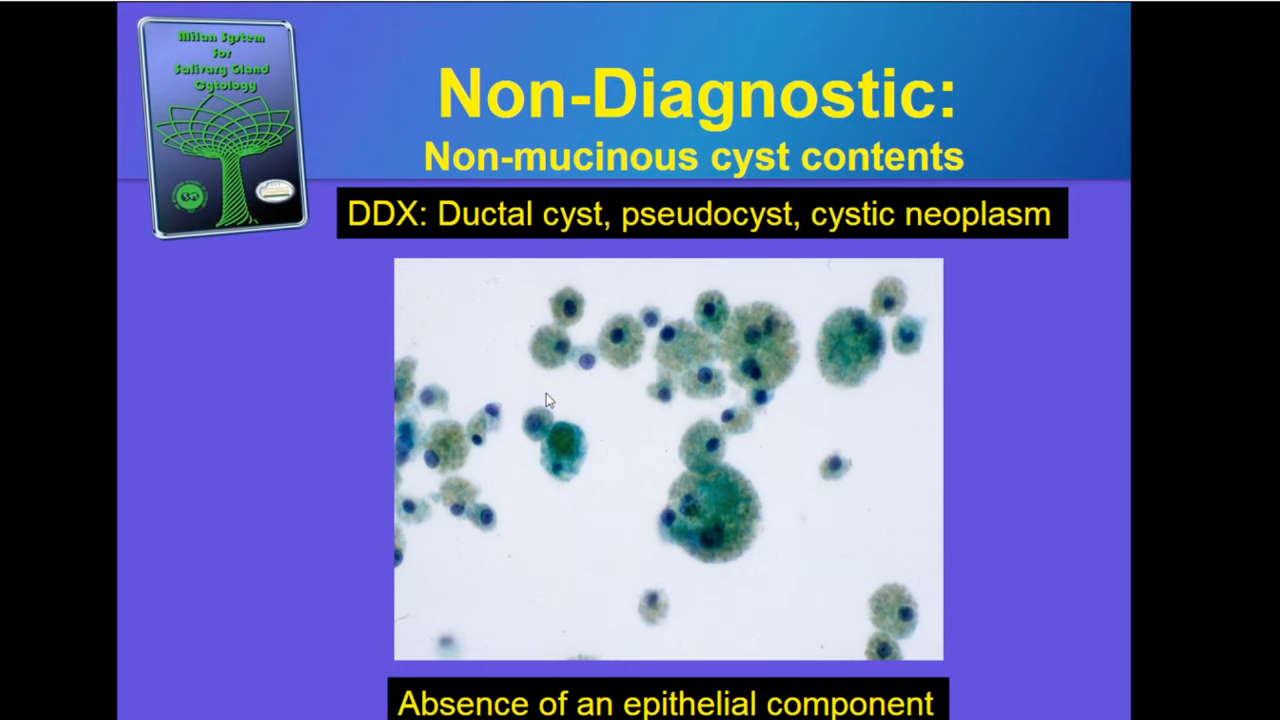 Milan System
for
Salivary Gland
Cytology
Non-Diagnostic:
Non-mucinous cyst contents
DDX: Ductal cyst, pseudocyst, cystic neoplasm
Absence of an epithelial component